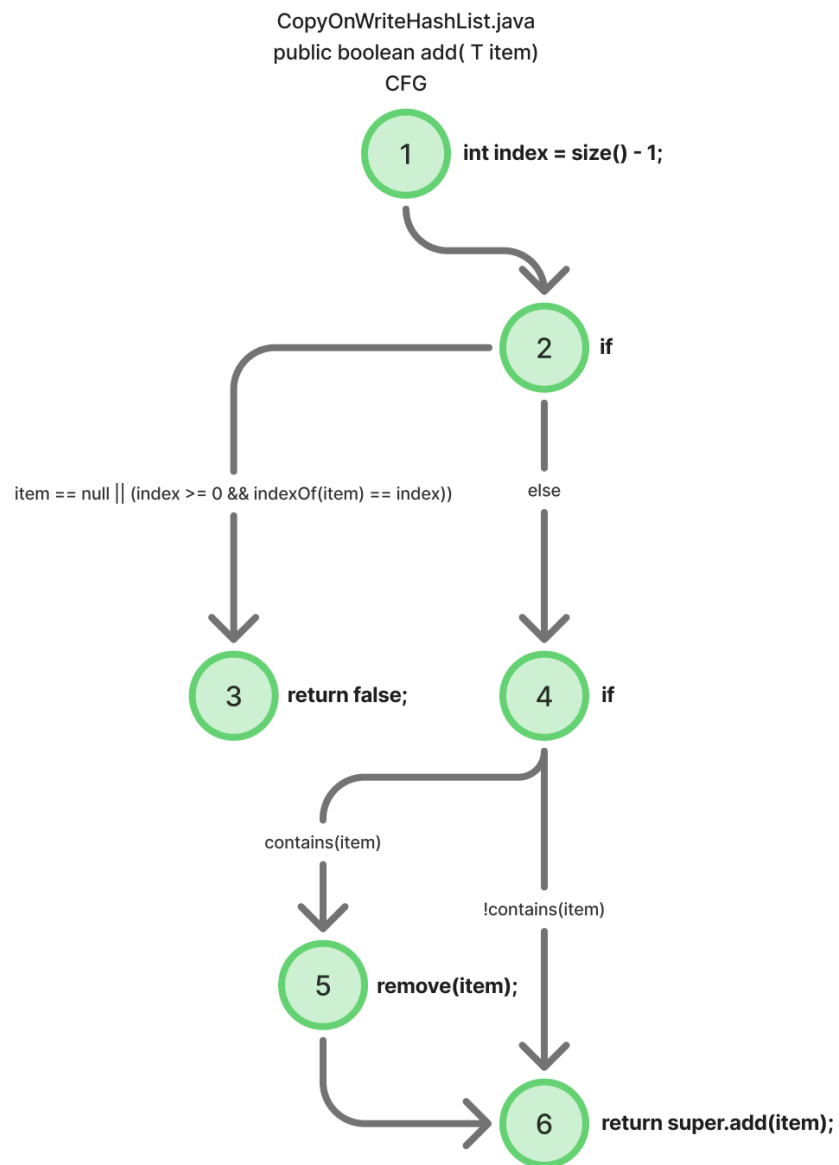 CopyOnWriteHashList.java
public boolean add( T item)
CFG
1
int index = size() - 1;
2
if
item == null || (index >= 0 && indexOf(item) == index))
else
3
return false;
4
if
contains(item)
!contains(item)
5
remove(item);
6
return super.add(item);